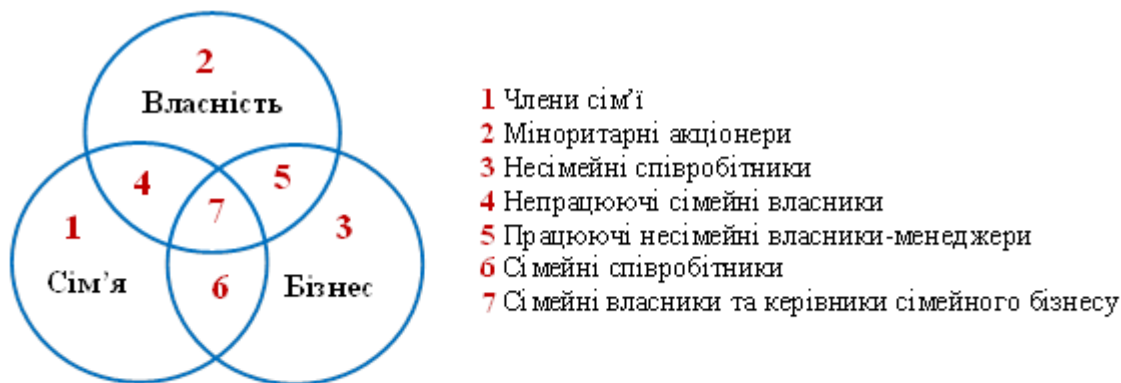 2
Власність
4
5
7
1
3
Сім’я
6
Бізнес
1 Члени сім’ї
2 Міноритарні акціонери
3 Несімейні співробітники
4 Непрацюючі сімейні власники
5 Працюючі несімейні власники-менеджери
6 Сімейні співробітники
7 Сімейні власники та керівники сімейного бізнесу